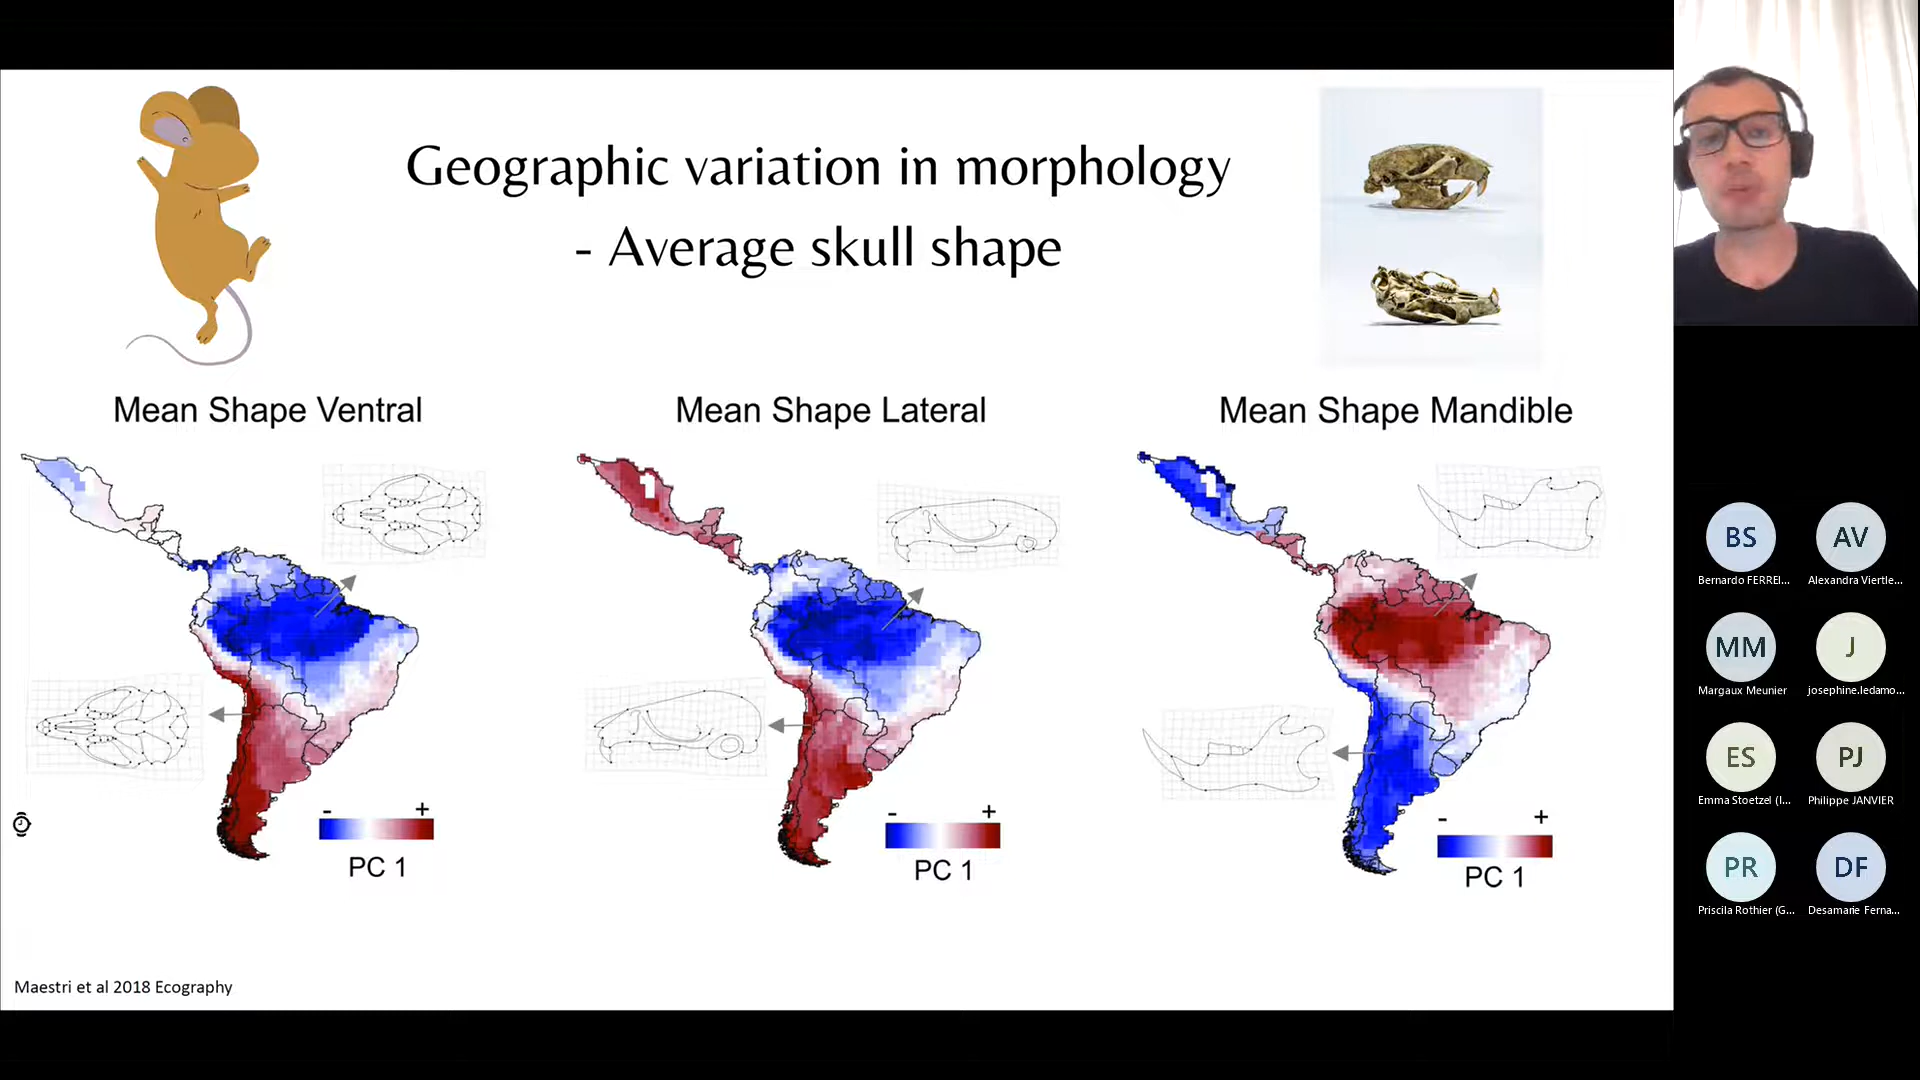 Geographic variation in morphology
- Average skull shape
Mean Shape Ventral
Mean Shape Lateral
Mean Shape Mandible
- +
PC 1
- +
PC 1
- +
PC 1
Maestri et al 2018 Ecography
BS
AV
Bernardo FERREI...
Alexandra Viertle...
MM
J
Margaux Meunier
josephine.ledamo...
ES
PJ
Emma Stoetzel (I...
Philippe JANVIER
PR
DF
Priscila Rothier (G...
Desamarie Ferna...